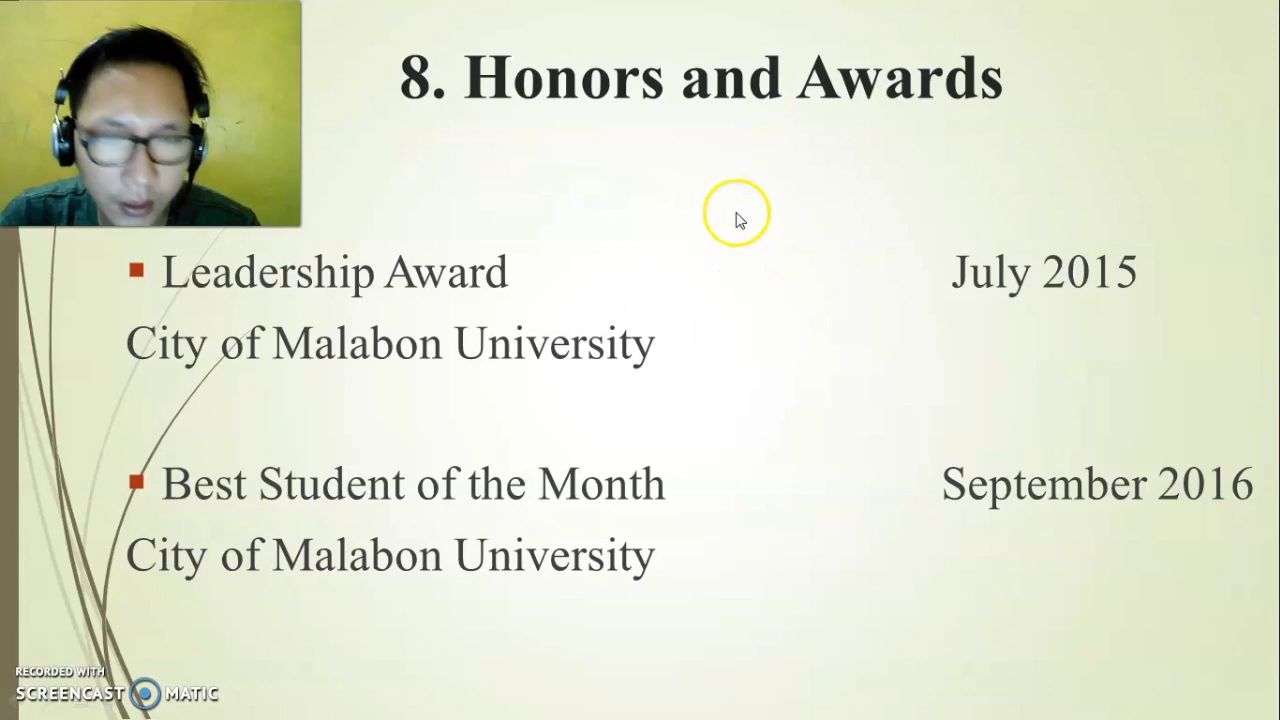 8. Honors and Awards
Leadership Award July 2015
City of Malabon University
Best Student of the Month September 2016
City of Malabon University
RECORDED WITH
SCREENCAST MATIC